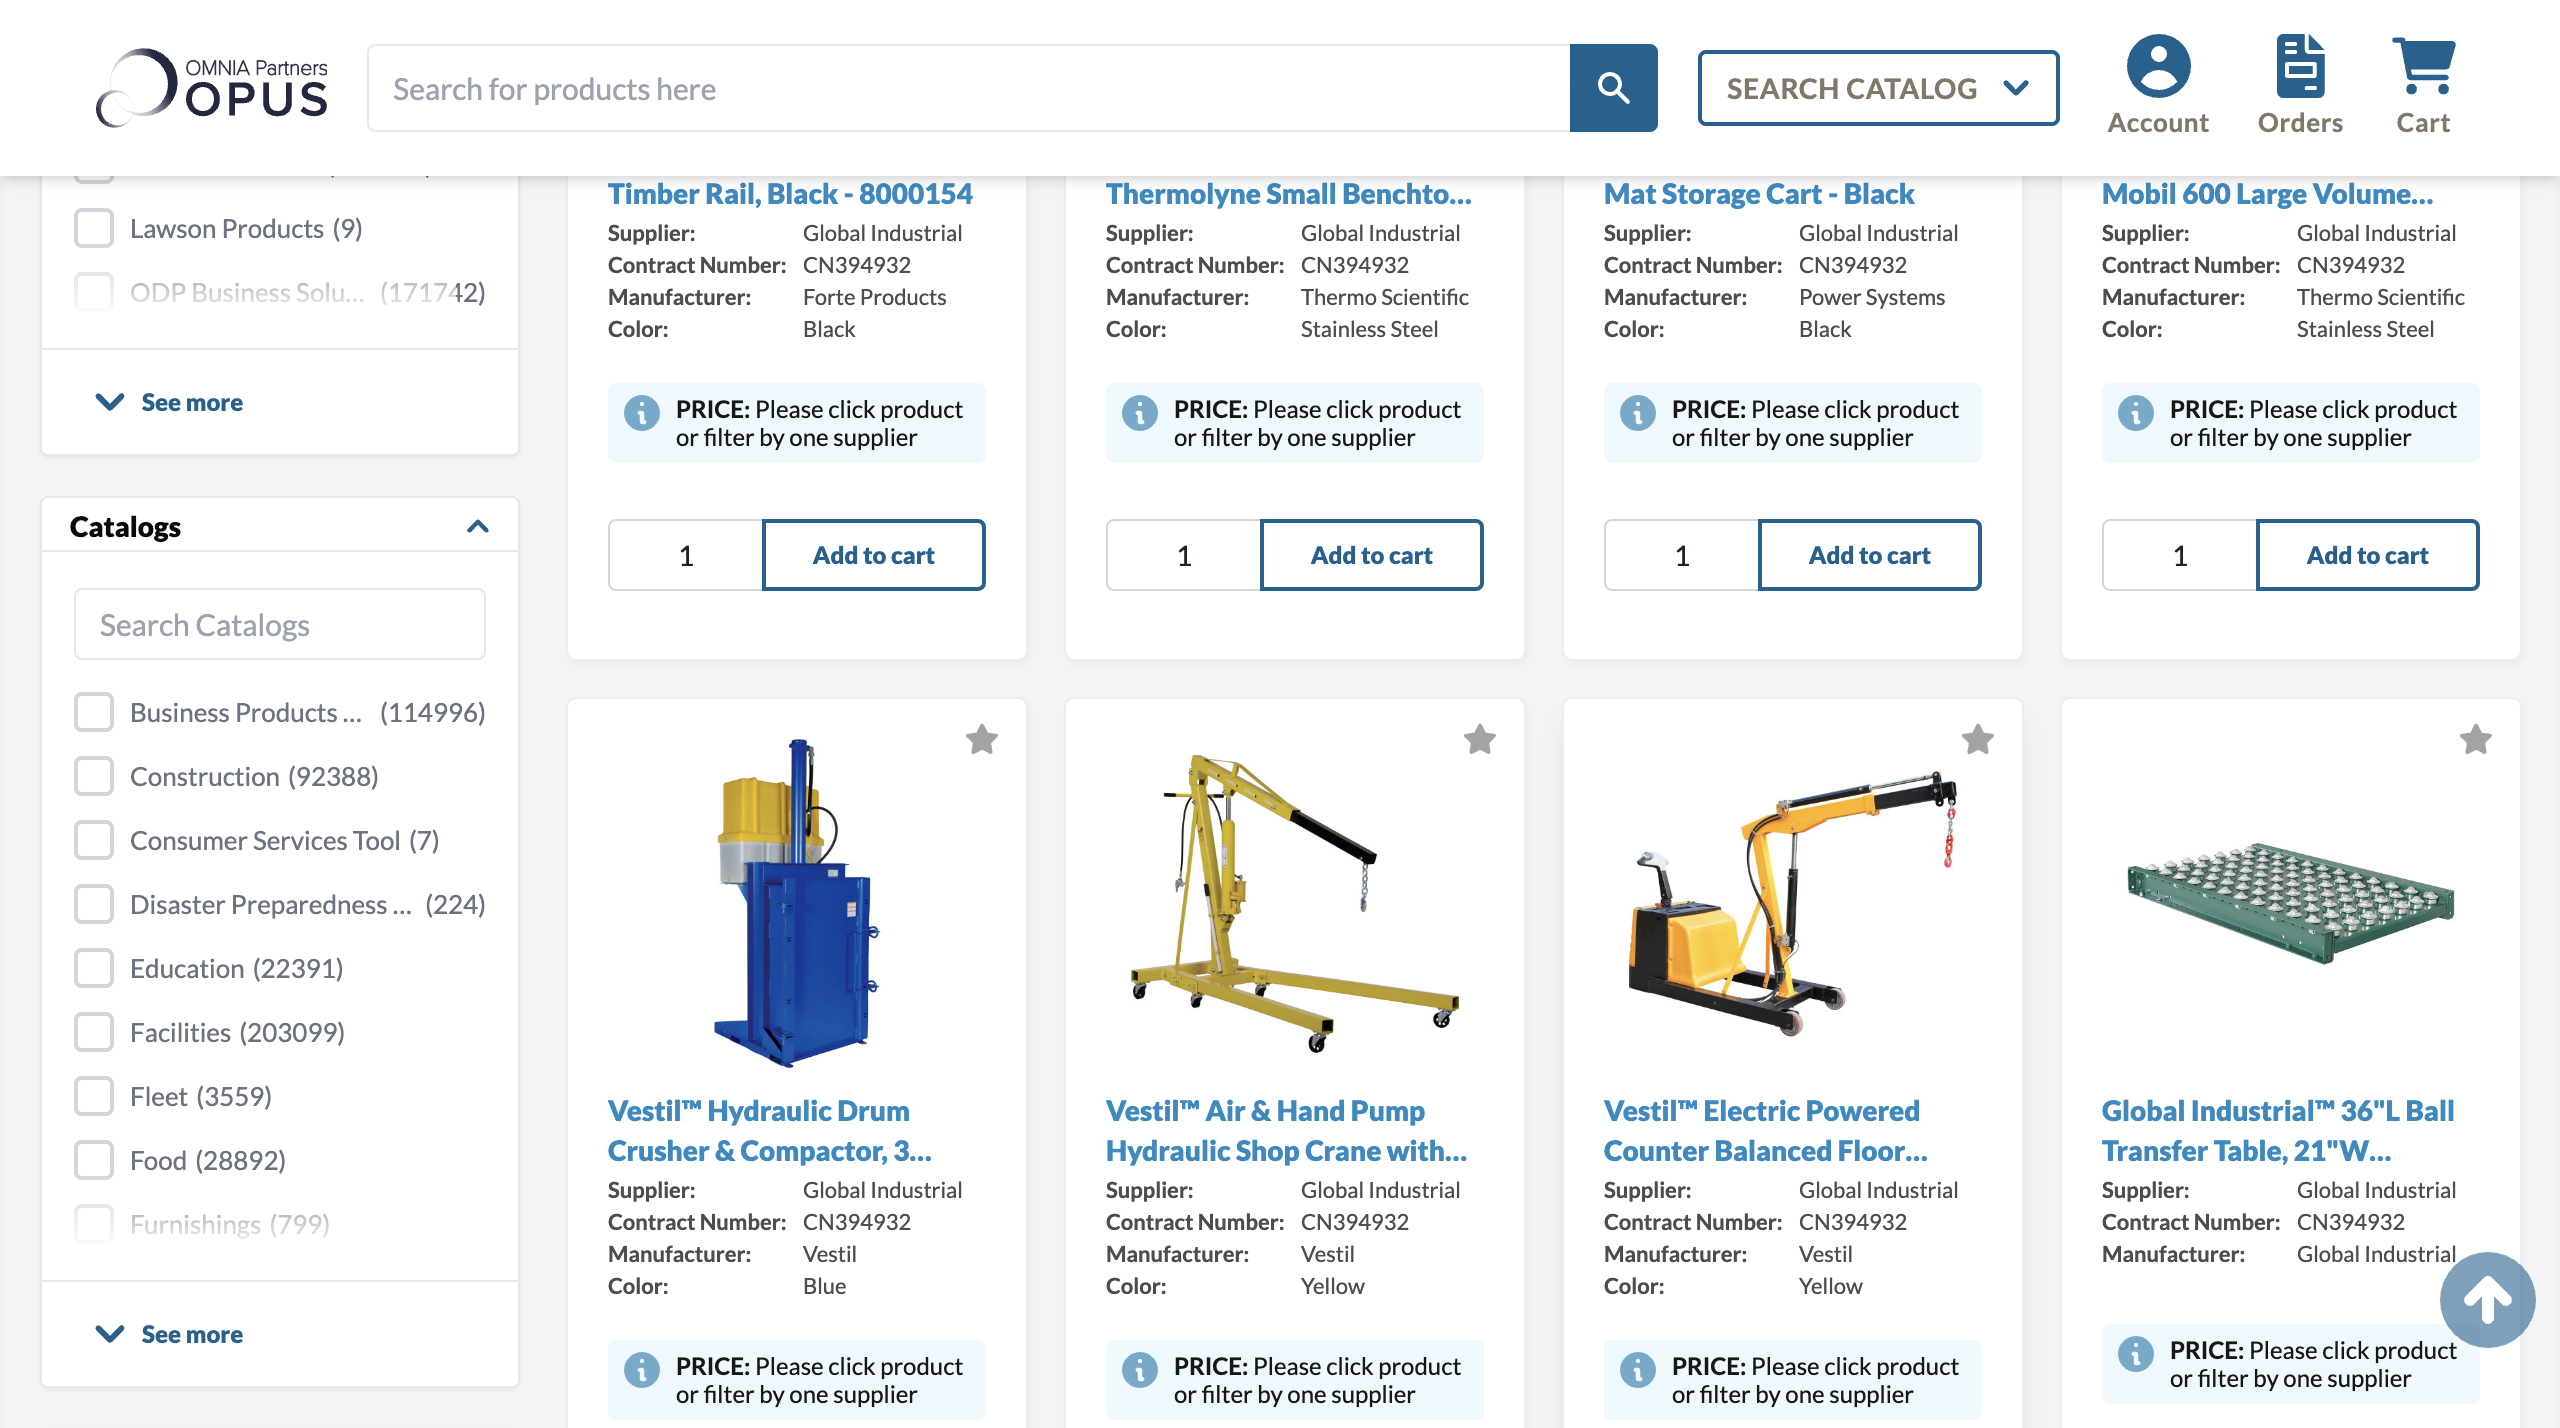 OMNIA Partners
OPUS
Search for products here
SEARCH CATALOG
Account
Orders
Cart
Lawson Products (9)
ODP Business Solu... (171742)
See more
Catalogs
Search Catalogs
Business Products ... (114996)
Construction (92388)
Consumer Services Tool (7)
Disaster Preparedness ... (224)
Education (22391)
Facilities (203099)
Fleet (3559)
Food (28892)
Furnishings (799)
See more
Timber Rail, Black - 8000154
Supplier: Global Industrial
Contract Number: CN394932
Manufacturer: Forte Products
Color: Black
PRICE: Please click product
or filter by one supplier
1 Add to cart
Thermolyne Small Benchto...
Supplier: Global Industrial
Contract Number: CN394932
Manufacturer: Thermo Scientific
Color: Stainless Steel
PRICE: Please click product
or filter by one supplier
1 Add to cart
Mat Storage Cart - Black
Supplier: Global Industrial
Contract Number: CN394932
Manufacturer: Power Systems
Color: Black
PRICE: Please click product
or filter by one supplier
1 Add to cart
Mobil 600 Large Volume...
Supplier: Global Industrial
Contract Number: CN394932
Manufacturer: Thermo Scientific
Color: Stainless Steel
PRICE: Please click product
or filter by one supplier
1 Add to cart
Vestil™ Hydraulic Drum
Crusher & Compactor, 3...
Supplier: Global Industrial
Contract Number: CN394932
Manufacturer: Vestil
Color: Blue
PRICE: Please click product
or filter by one supplier
Vestil™ Air & Hand Pump
Hydraulic Shop Crane with...
Supplier: Global Industrial
Contract Number: CN394932
Manufacturer: Vestil
Color: Yellow
PRICE: Please click product
or filter by one supplier
Vestil™ Electric Powered
Counter Balanced Floor...
Supplier: Global Industrial
Contract Number: CN394932
Manufacturer: Vestil
Color: Yellow
PRICE: Please click product
or filter by one supplier
Global Industrial™ 36"L Ball
Transfer Table, 21"W...
Supplier: Global Industrial
Contract Number: CN394932
Manufacturer: Global Industrial
PRICE: Please click product
or filter by one supplier